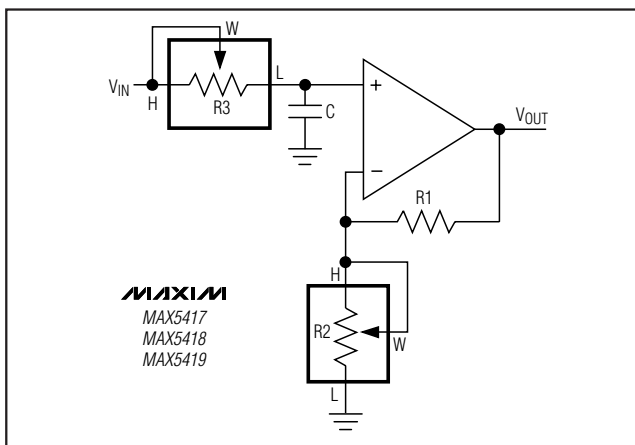 W
L
V_IN
H
R3
C
+
−
V_OUT
R1
H
MAXIM
MAX5417
MAX5418
MAX5419
R2
W
L